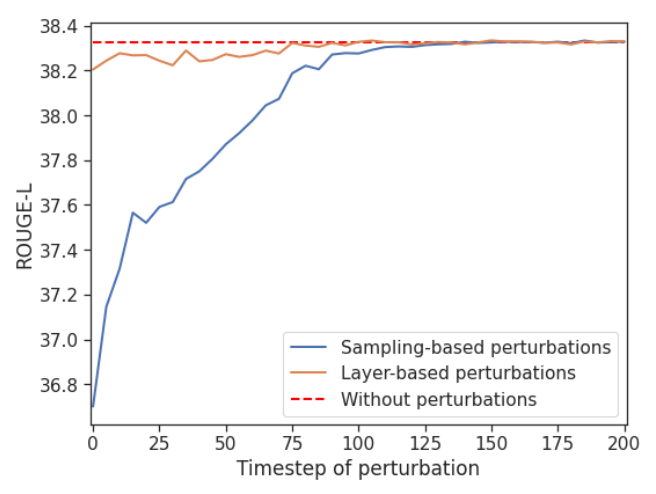 38.4
38.2
38.0
37.8
37.6
37.4
37.2
37.0
36.8
ROUGE-L
Sampling-based perturbations
Layer-based perturbations
Without perturbations
0 25 50 75 100 125 150 175 200
Timestep of perturbation